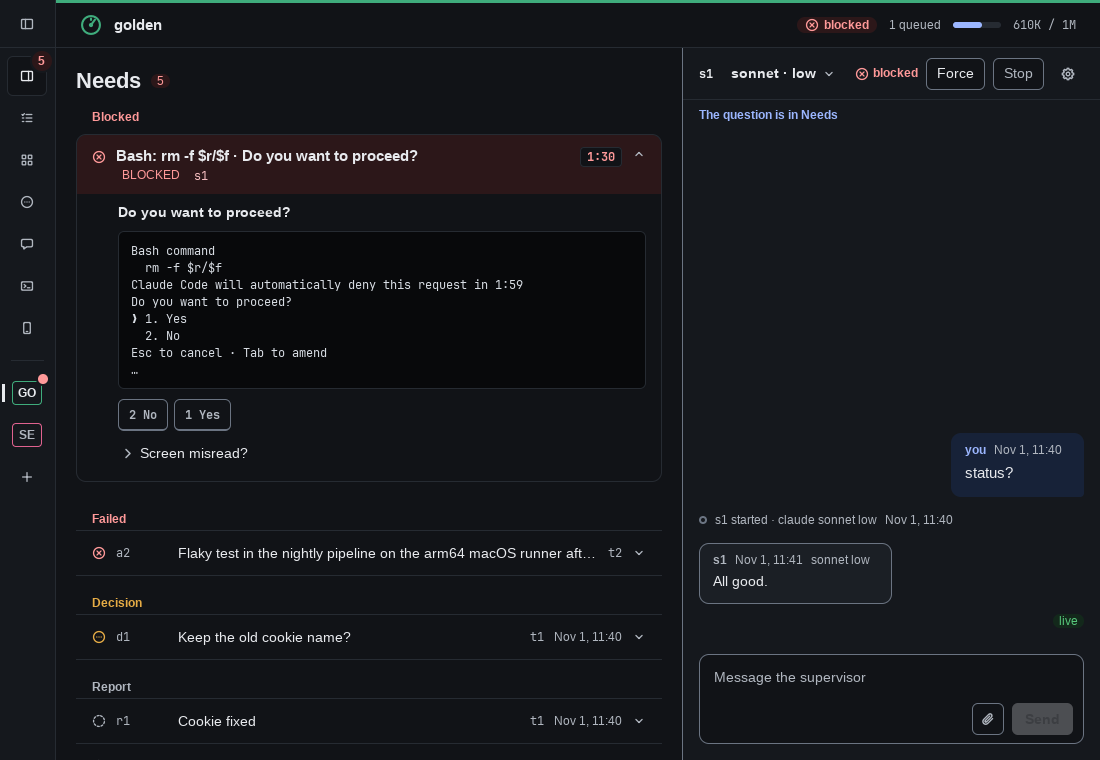 5
GO
SE
golden
blocked 1 queued 610K / 1M
Needs 5
Blocked
Bash: rm -f $r/$f · Do you want to proceed? 1:30
BLOCKED s1
Do you want to proceed?
Bash command
rm -f $r/$f
Claude Code will automatically deny this request in 1:59
Do you want to proceed?
❯ 1. Yes
2. No
Esc to cancel · Tab to amend
…
2 No 1 Yes
Screen misread?
Failed
a2 Flaky test in the nightly pipeline on the arm64 macOS runner aft… t2
Decision
d1 Keep the old cookie name? t1 Nov 1, 11:40
Report
r1 Cookie fixed t1 Nov 1, 11:40
s1 sonnet · low blocked Force Stop
The question is in Needs
you Nov 1, 11:40
status?
s1 started · claude sonnet low Nov 1, 11:40
s1 Nov 1, 11:41 sonnet low
All good.
live
Message the supervisor
Send